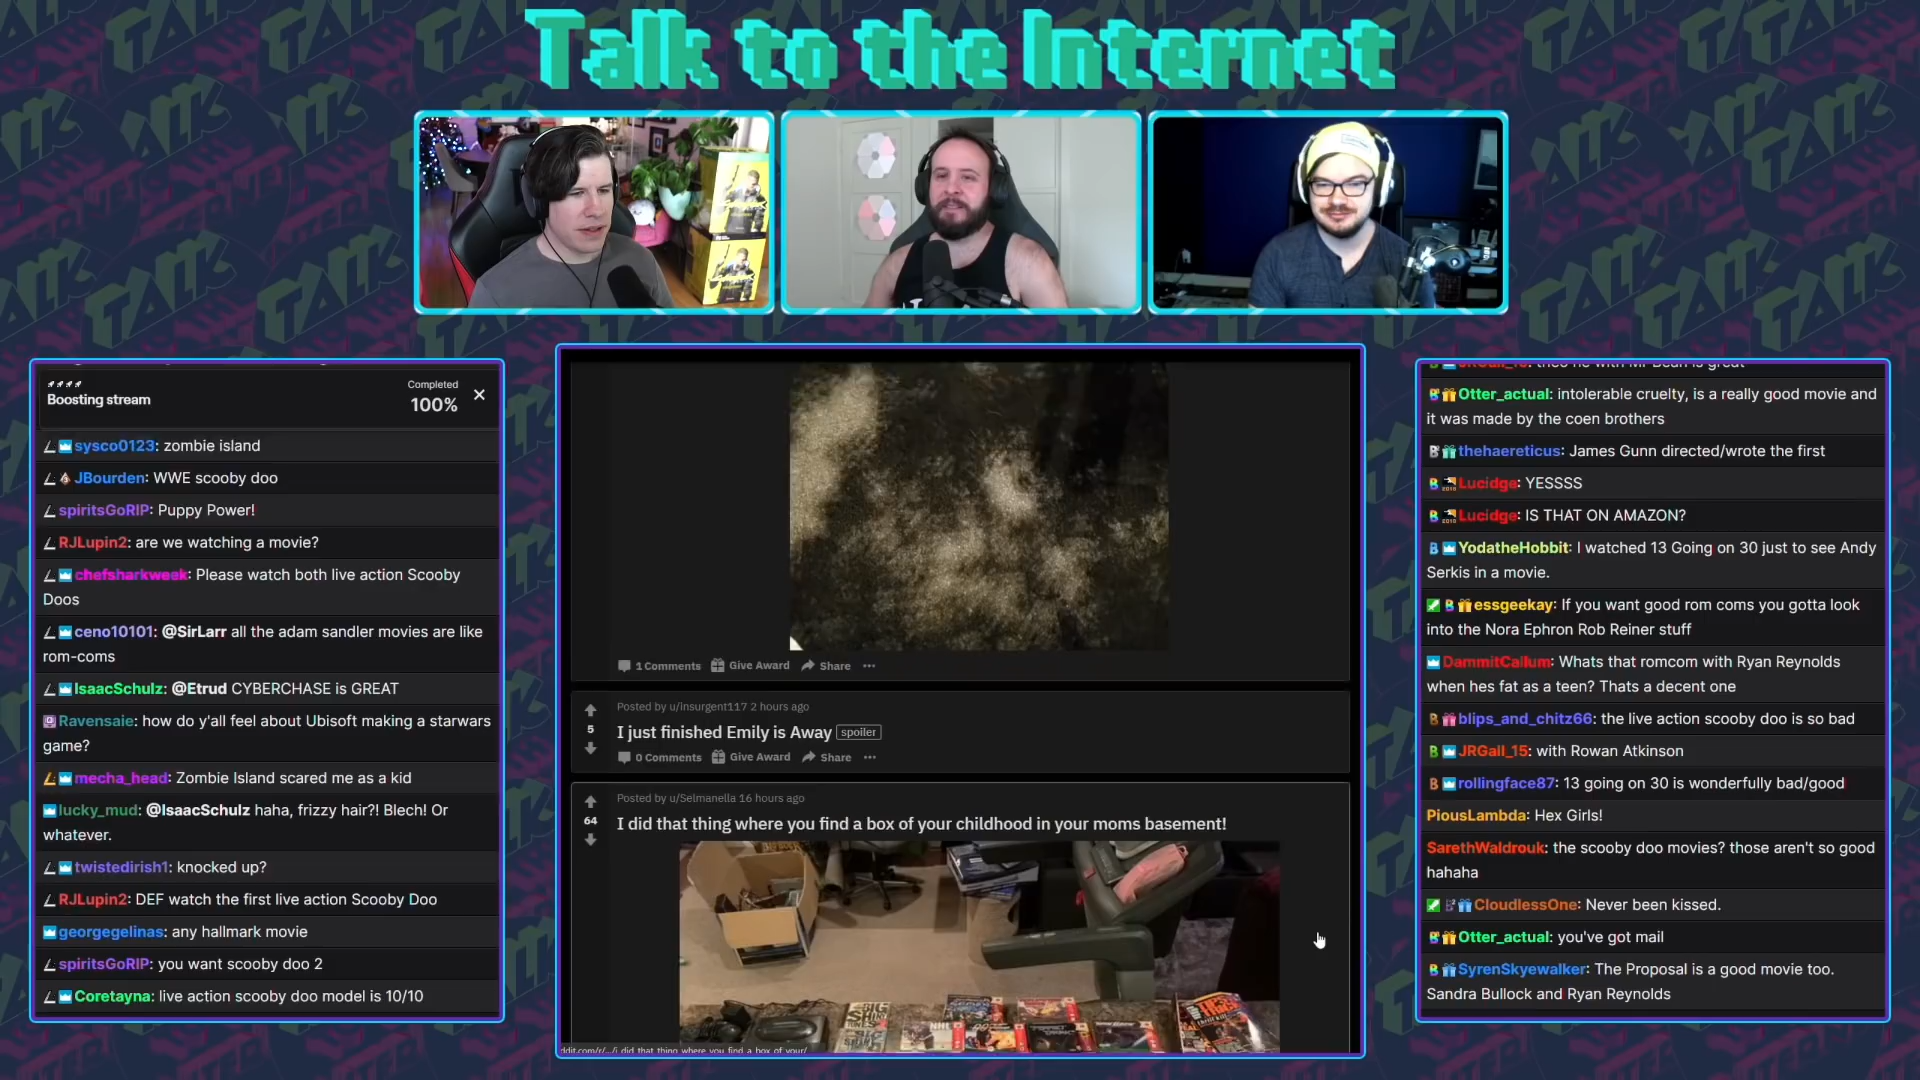 Talk to the Internet
Boosting stream
Completed
100%
sysco0123: zombie island
JBourden: WWE scooby doo
spiritsGoRIP: Puppy Power!
RJLupin2: are we watching a movie?
chefsharkweek: Please watch both live action Scooby
Doos
ceno10101: @SirLarr all the adam sandler movies are like
rom-coms
IsaacSchulz: @Etrud CYBERCHASE is GREAT
Ravensaie: how do y'all feel about Ubisoft making a starwars
game?
mecha_head: Zombie Island scared me as a kid
lucky_mud: @IsaacSchulz haha, frizzy hair?! Blech! Or
whatever.
twistedirish1: knocked up?
RJLupin2: DEF watch the first live action Scooby Doo
georgegelinas: any hallmark movie
spiritsGoRIP: you want scooby doo 2
Coretayna: live action scooby doo model is 10/10
1 Comments Give Award Share
Posted by u/insurgent117 2 hours ago
5
I just finished Emily is Away spoiler
0 Comments Give Award Share
Posted by u/Selmanella 16 hours ago
64
I did that thing where you find a box of your childhood in your moms basement!
Otter_actual: intolerable cruelty, is a really good movie and
it was made by the coen brothers
thehaereticus: James Gunn directed/wrote the first
Lucidge: YESSSS
Lucidge: IS THAT ON AMAZON?
YodatheHobbit: I watched 13 Going on 30 just to see Andy
Serkis in a movie.
essgeekay: If you want good rom coms you gotta look
into the Nora Ephron Rob Reiner stuff
DammitCallum: Whats that romcom with Ryan Reynolds
when hes fat as a teen? Thats a decent one
blips_and_chitz66: the live action scooby doo is so bad
JRGall_15: with Rowan Atkinson
rollingface87: 13 going on 30 is wonderfully bad/good
PiousLambda: Hex Girls!
SarethWaldrouk: the scooby doo movies? those aren't so good
hahaha
CloudlessOne: Never been kissed.
Otter_actual: you've got mail
SyrenSkyewalker: The Proposal is a good movie too.
Sandra Bullock and Ryan Reynolds